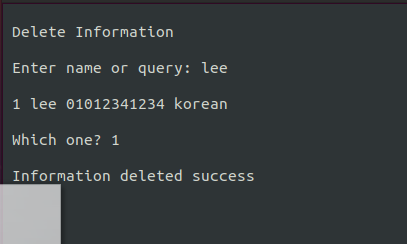 Delete Information
Enter name or query: lee
1 lee 01012341234 korean
Which one? 1
Information deleted success